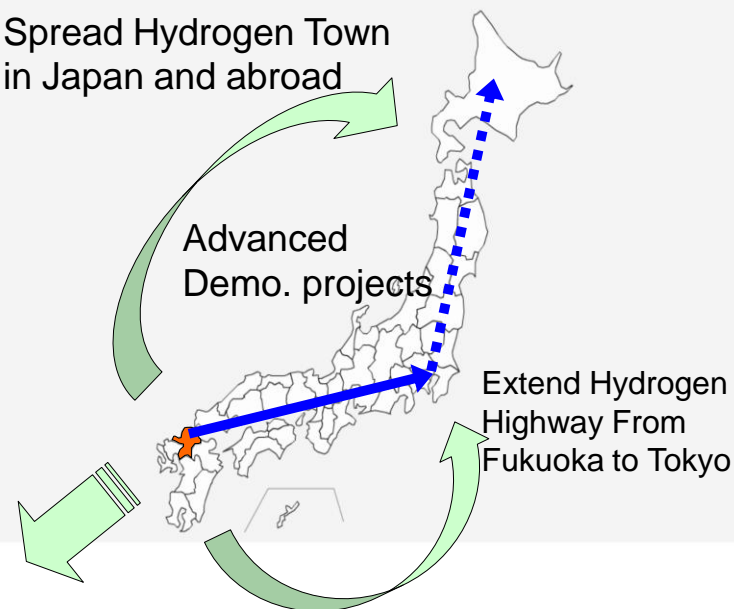 Spread Hydrogen Town
in Japan and abroad
Advanced
Demo. projects
Extend Hydrogen
Highway From
Fukuoka to Tokyo